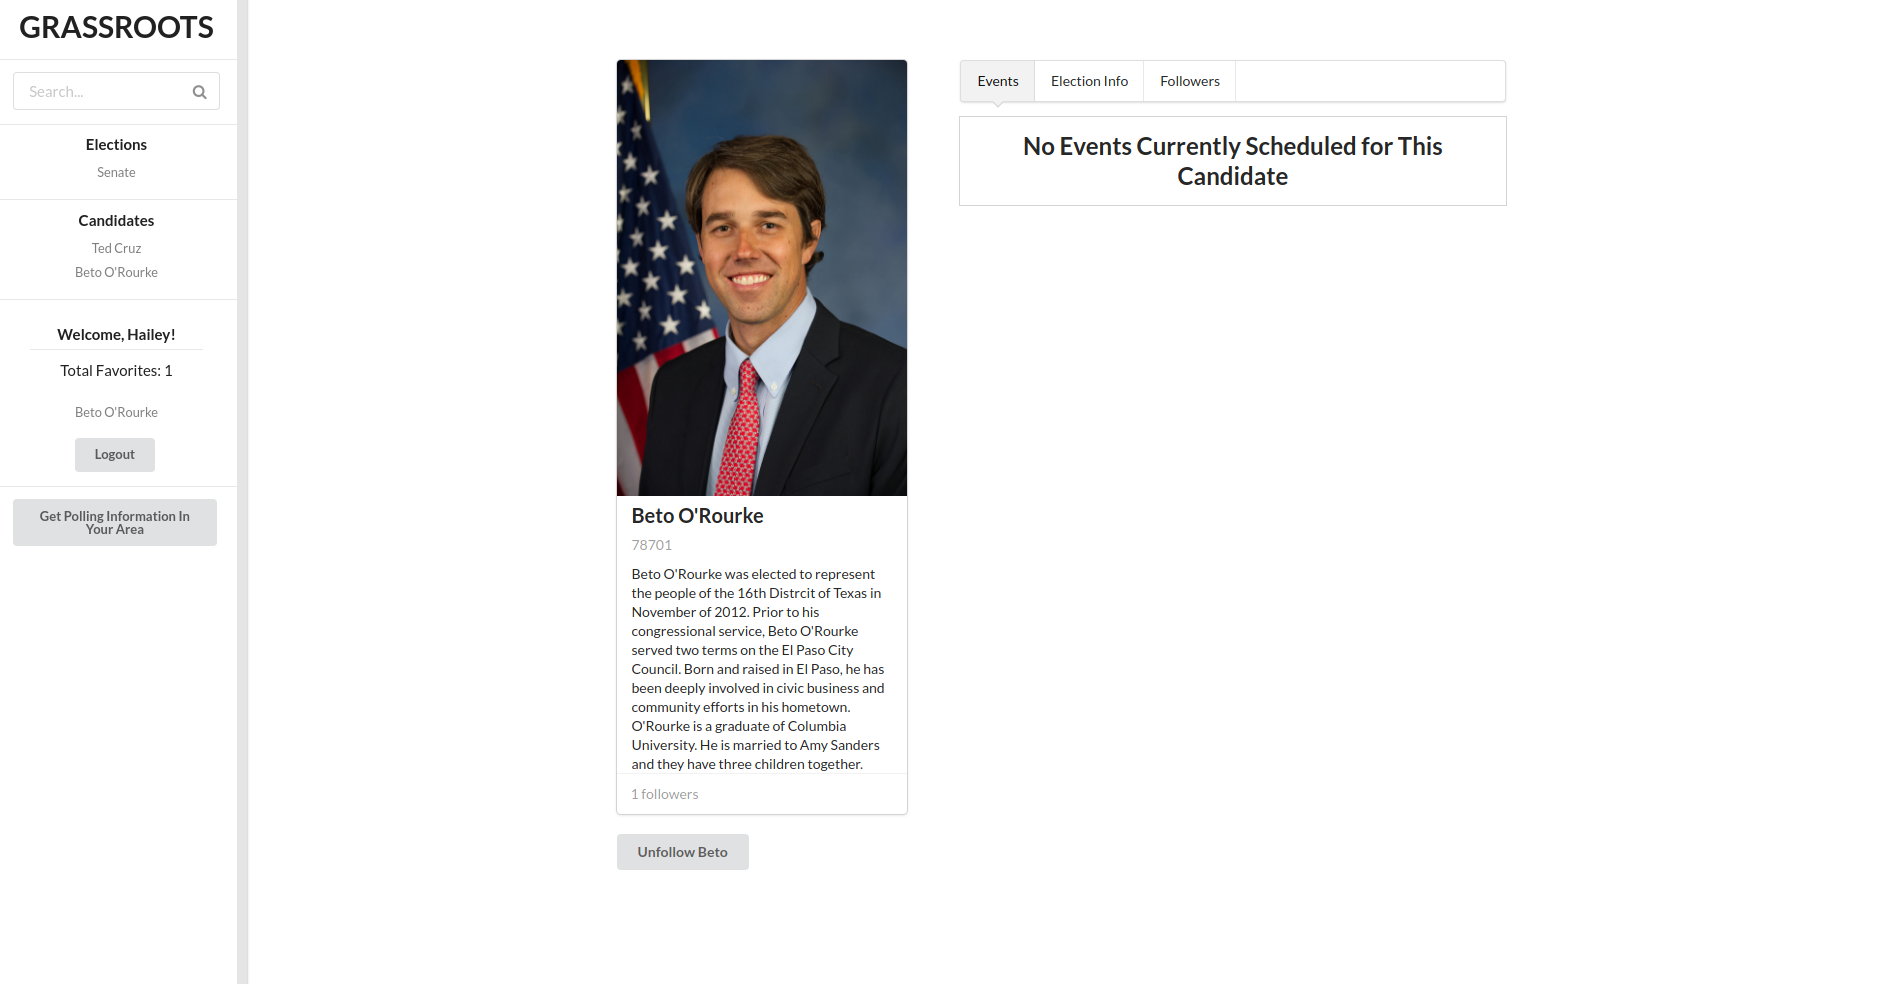 GRASSROOTS
Search...
Elections
Senate
Candidates
Ted Cruz
Beto O'Rourke
Welcome, Hailey!
Total Favorites: 1
Beto O'Rourke
Logout
Get Polling Information In
Your Area
Beto O'Rourke
78701
Beto O'Rourke was elected to represent
the people of the 16th Distrcit of Texas in
November of 2012. Prior to his
congressional service, Beto O'Rourke
served two terms on the El Paso City
Council. Born and raised in El Paso, he has
been deeply involved in civic business and
community efforts in his hometown.
O'Rourke is a graduate of Columbia
University. He is married to Amy Sanders
and they have three children together.
1 followers
Unfollow Beto
Events Election Info Followers
No Events Currently Scheduled for This
Candidate